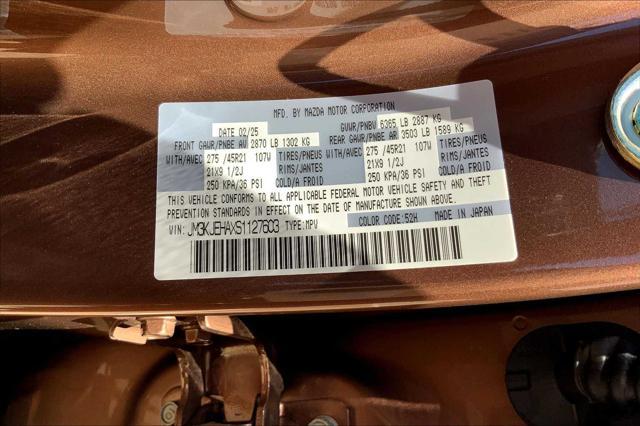 MFD. BY MAZDA MOTOR CORPORATION
DATE 02/25 GVWR/PNBV 6365 LB 2887 KG
FRONT GAWR/PNBE AV 2870 LB 1302 KG REAR GAWR/PNBE AR 3503 LB 1589 KG
WITH/AVEC 275 /45R21 107W TIRES/PNEUS WITH/AVEC 275 /45R21 107W TIRES/PNEUS
21X9 1/2J RIMS/JANTES 21X9 1/2J RIMS/JANTES
250 KPA/36 PSI COLD/A FROID 250 KPA/36 PSI COLD/A FROID
THIS VEHICLE CONFORMS TO ALL APPLICABLE FEDERAL MOTOR VEHICLE SAFETY AND THEFT
PREVENTION STANDARDS IN EFFECT ON THE DATE OF MANUFACTURE SHOWN ABOVE.
VIN: JM3KJEHAXS1127603 TYPE:MPV COLOR CODE:52H MADE IN JAPAN